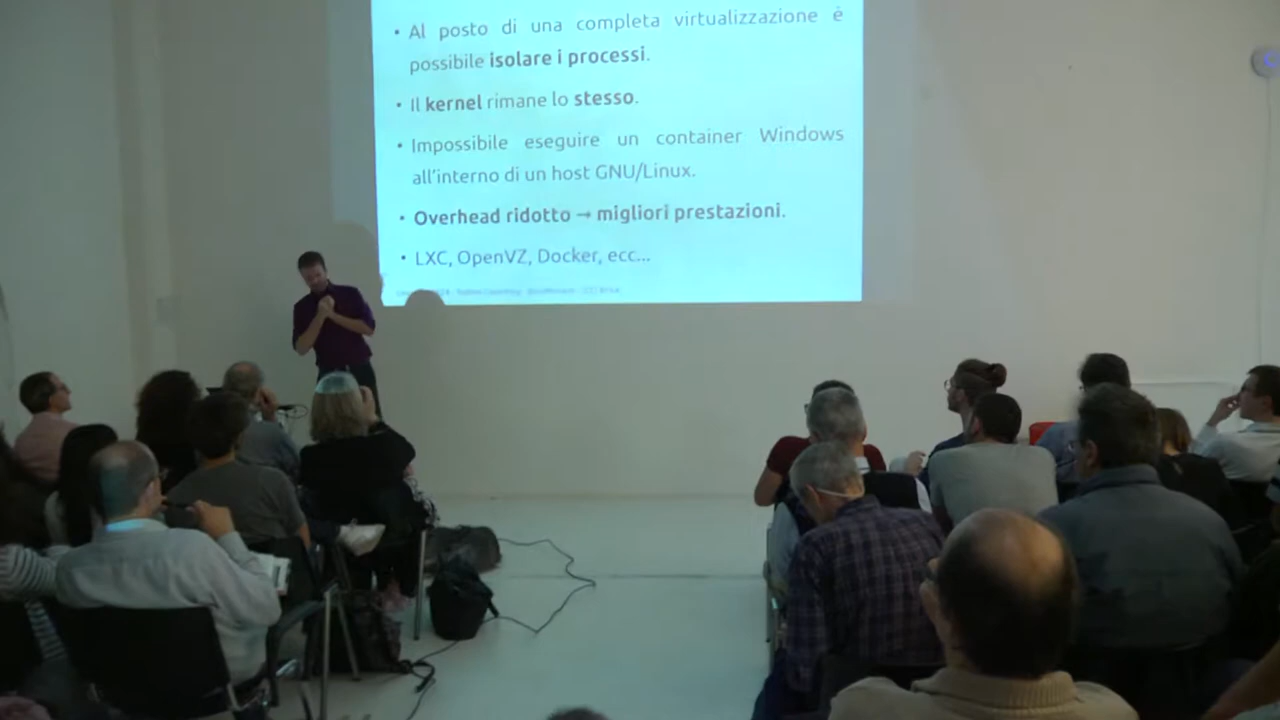 • Al posto di una completa virtualizzazione è
possibile isolare i processi.
• Il kernel rimane lo stesso.
• Impossibile eseguire un container Windows
all'interno di un host GNU/Linux.
• Overhead ridotto → migliori prestazioni.
• LXC, OpenVZ, Docker, ecc...